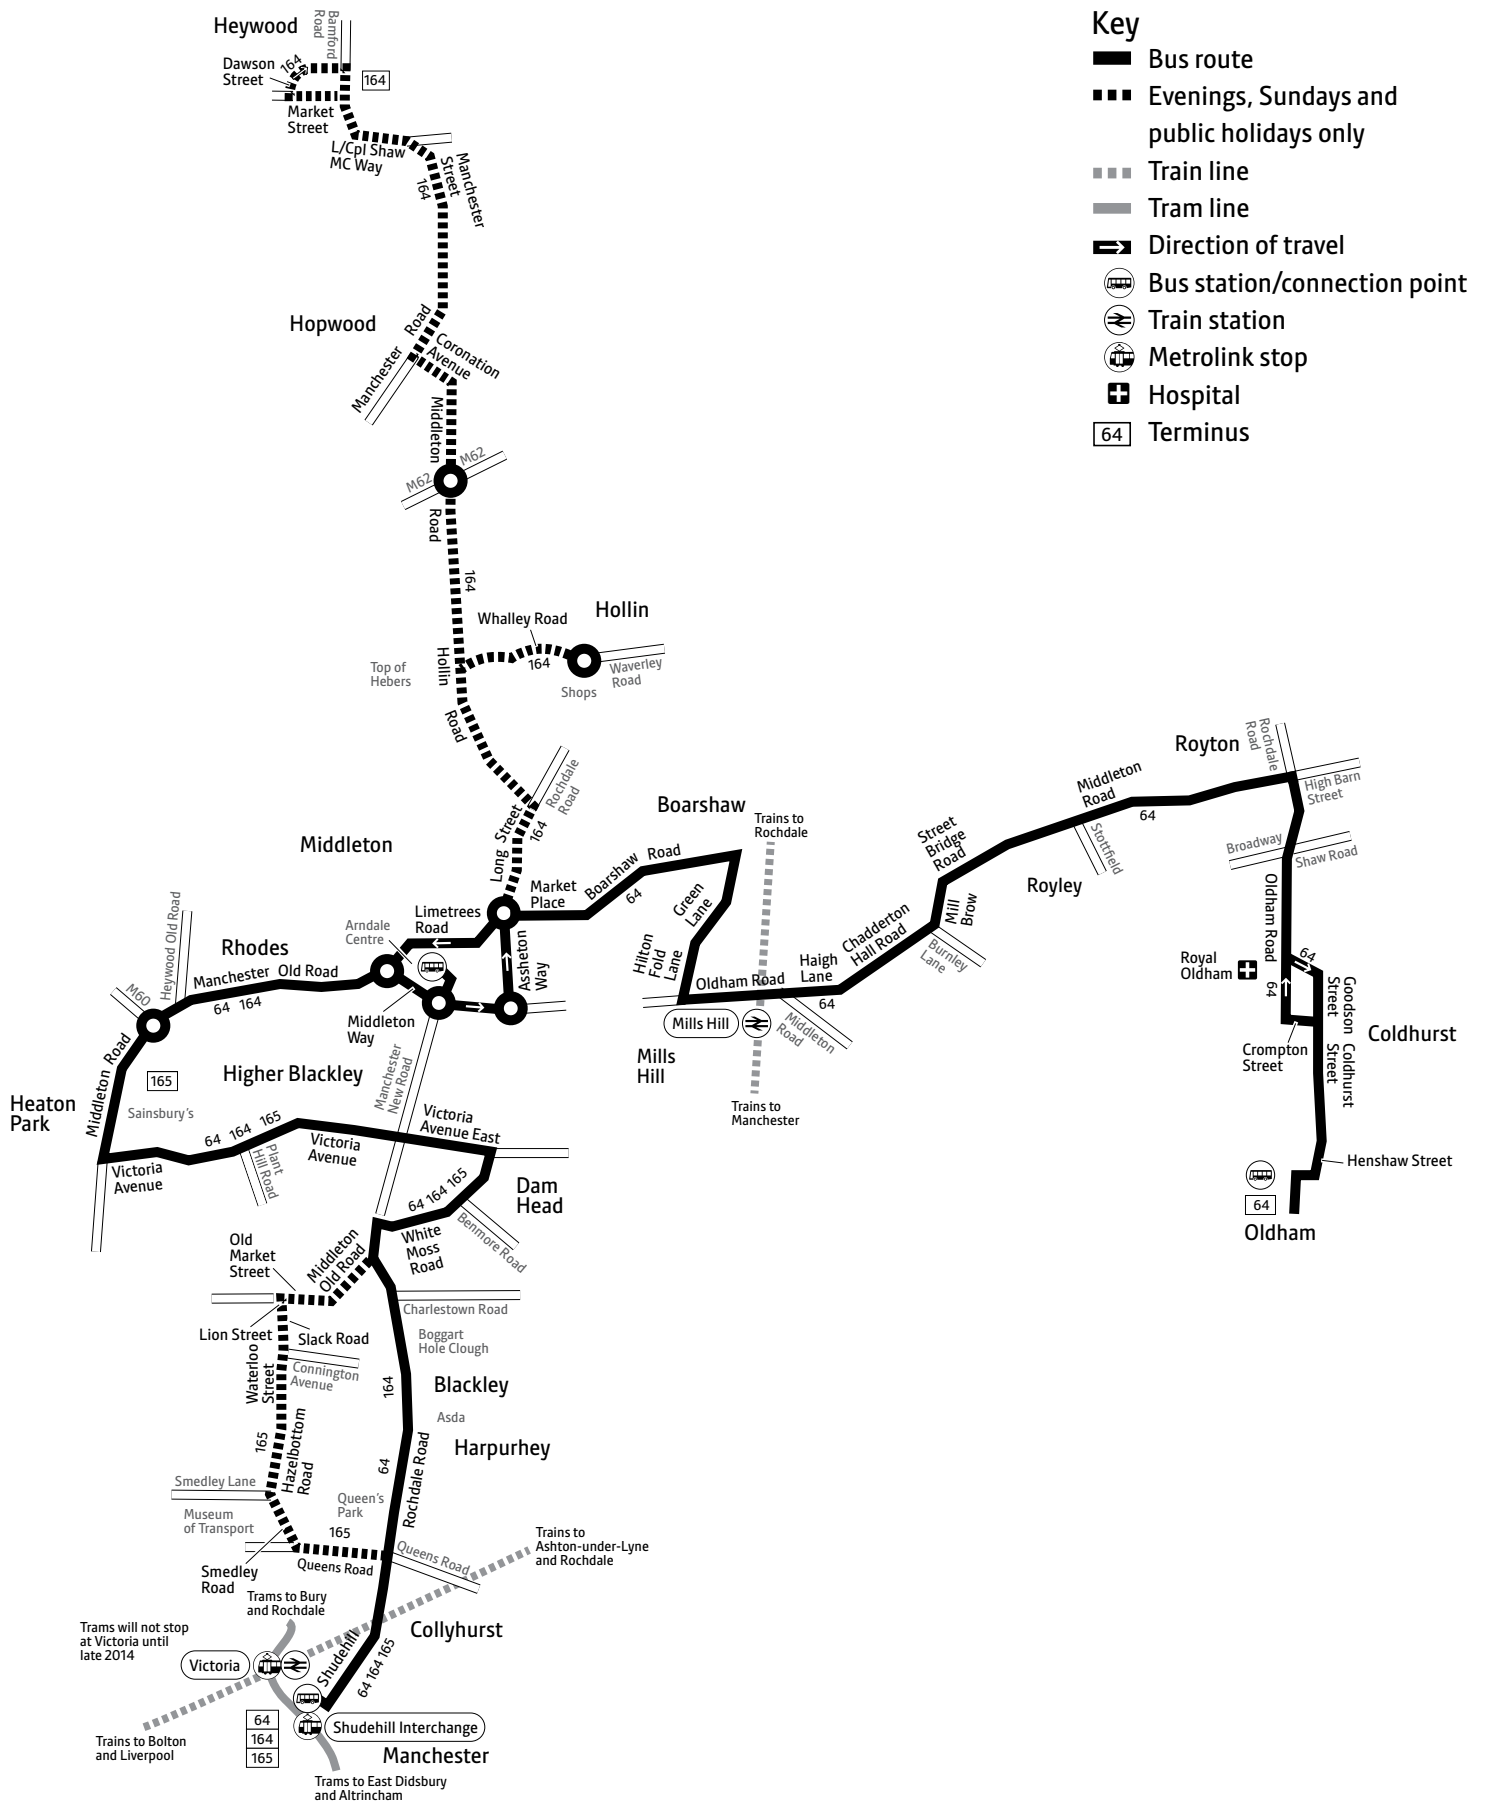 Key
Bus route
Evenings, Sundays and
public holidays only
Train line
Tram line
Direction of travel
Bus station/connection point
Train station
Metrolink stop
Hospital
64
Terminus
Heywood
Bamford
Road
Dawson
Street
164
164
Market
Street
L/Cpl Shaw
MC Way
Manchester
Street
164
Hopwood
Manchester
Road
Coronation
Avenue
Middleton
M62
M62
Road
164
Whalley Road
Hollin
164
Waverley
Road
Shops
Top of
Hebers
Hollin
Road
Rochdale
Road
Long Street
164
Middleton
Boarshaw
Trains to
Rochdale
Market
Place
Boarshaw Road
64
Green
Lane
Hilton
Fold
Lane
Limetrees
Road
Arndale
Centre
Asheton
Way
Middleton
Way
Heywood Old Road
Rhodes
Manchester Old Road
64 164
M60
Middleton Road
165
Sainsbury's
Higher Blackley
Manchester
New Road
Heaton
Park
Oldham Road
Mills Hill
Mills
Hill
Haigh
Lane
64
Middleton
Road
Trains to
Manchester
Chadderton
Hall Road
Mill
Brow
Burnley
Lane
Street
Bridge
Road
Royley
Stottfield
Middleton
Road
64
Royton
Rochdale
Road
High Barn
Street
Broadway
Shaw Road
Oldham Road
64
Royal
Oldham
64
Goodson
Street
Crompton
Street
Coldhurst
Street
Coldhurst
Henshaw Street
64
Oldham
Victoria
Avenue
64 164 165
Plant
Hill Road
Victoria
Avenue
Victoria
Avenue East
64 164 165
Dam
Head
Benmore Road
White
Moss
Road
Middleton
Old Road
Old
Market
Street
Lion Street
Slack Road
Waterloo
Street
Connington
Avenue
Charlestown Road
Boggart
Hole Clough
164
Blackley
Asda
Harpurhey
64
Rochdale Road
165
Hazelbottom
Road
Smedley Lane
Museum
of Transport
Queen's
Park
165
Queens Road
Queens Road
Smedley
Road
Trains to
Ashton-under-Lyne
and Rochdale
Trams to Bury
and Rochdale
Trams will not stop
at Victoria until
late 2014
Victoria
Shudehill
64 164 165
Collyhurst
64
164
165
Shudehill Interchange
Manchester
Trains to Bolton
and Liverpool
Trams to East Didsbury
and Altrincham